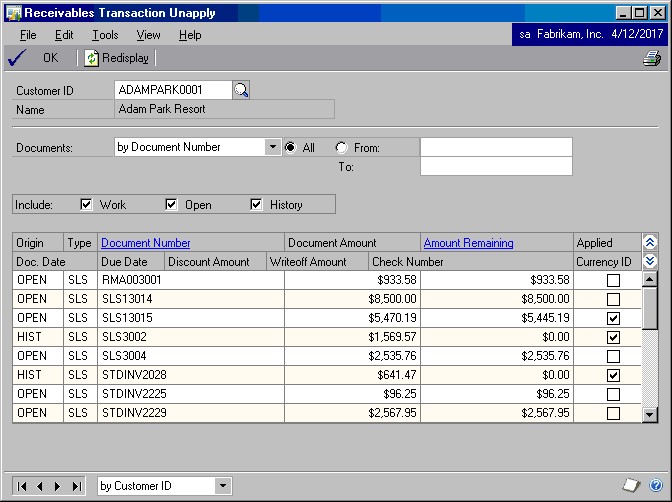 Receivables Transaction Unapply
File Edit Tools View Help sa Fabrikam, Inc. 4/12/2017
OK Redisplay
Customer ID ADAMPARK0001
Name Adam Park Resort
Documents: by Document Number All From:
To:
Include: Work Open History
Origin Type Document Number Document Amount Amount Remaining Applied
Doc. Date Due Date Discount Amount Writeoff Amount Check Number Currency ID
OPEN SLS RMA003001 $933.58 $933.58
OPEN SLS SLS13014 $8,500.00 $8,500.00
OPEN SLS SLS13015 $5,470.19 $5,445.19
HIST SLS SLS3002 $1,569.57 $0.00
OPEN SLS SLS3004 $2,535.76 $2,535.76
HIST SLS STDINV2028 $641.47 $0.00
OPEN SLS STDINV2225 $96.25 $96.25
OPEN SLS STDINV2229 $2,567.95 $2,567.95
by Customer ID